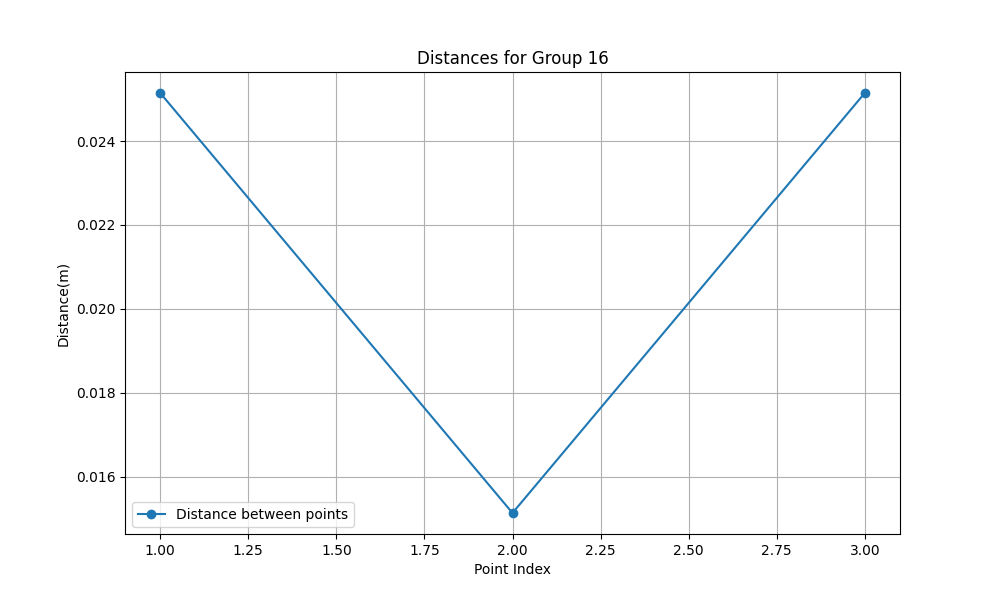 Distances for Group 16
Distance(m)
0.024
0.022
0.020
0.018
0.016
Distance between points
1.00 1.25 1.50 1.75 2.00 2.25 2.50 2.75 3.00
Point Index